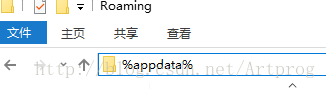 Roaming
文件 主页 共享 查看
%appdata%
http://blog.csdn.net/Artprog